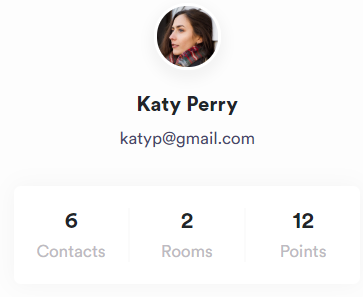 Katy Perry
katyp@gmail.com
6 2 12
Contacts Rooms Points